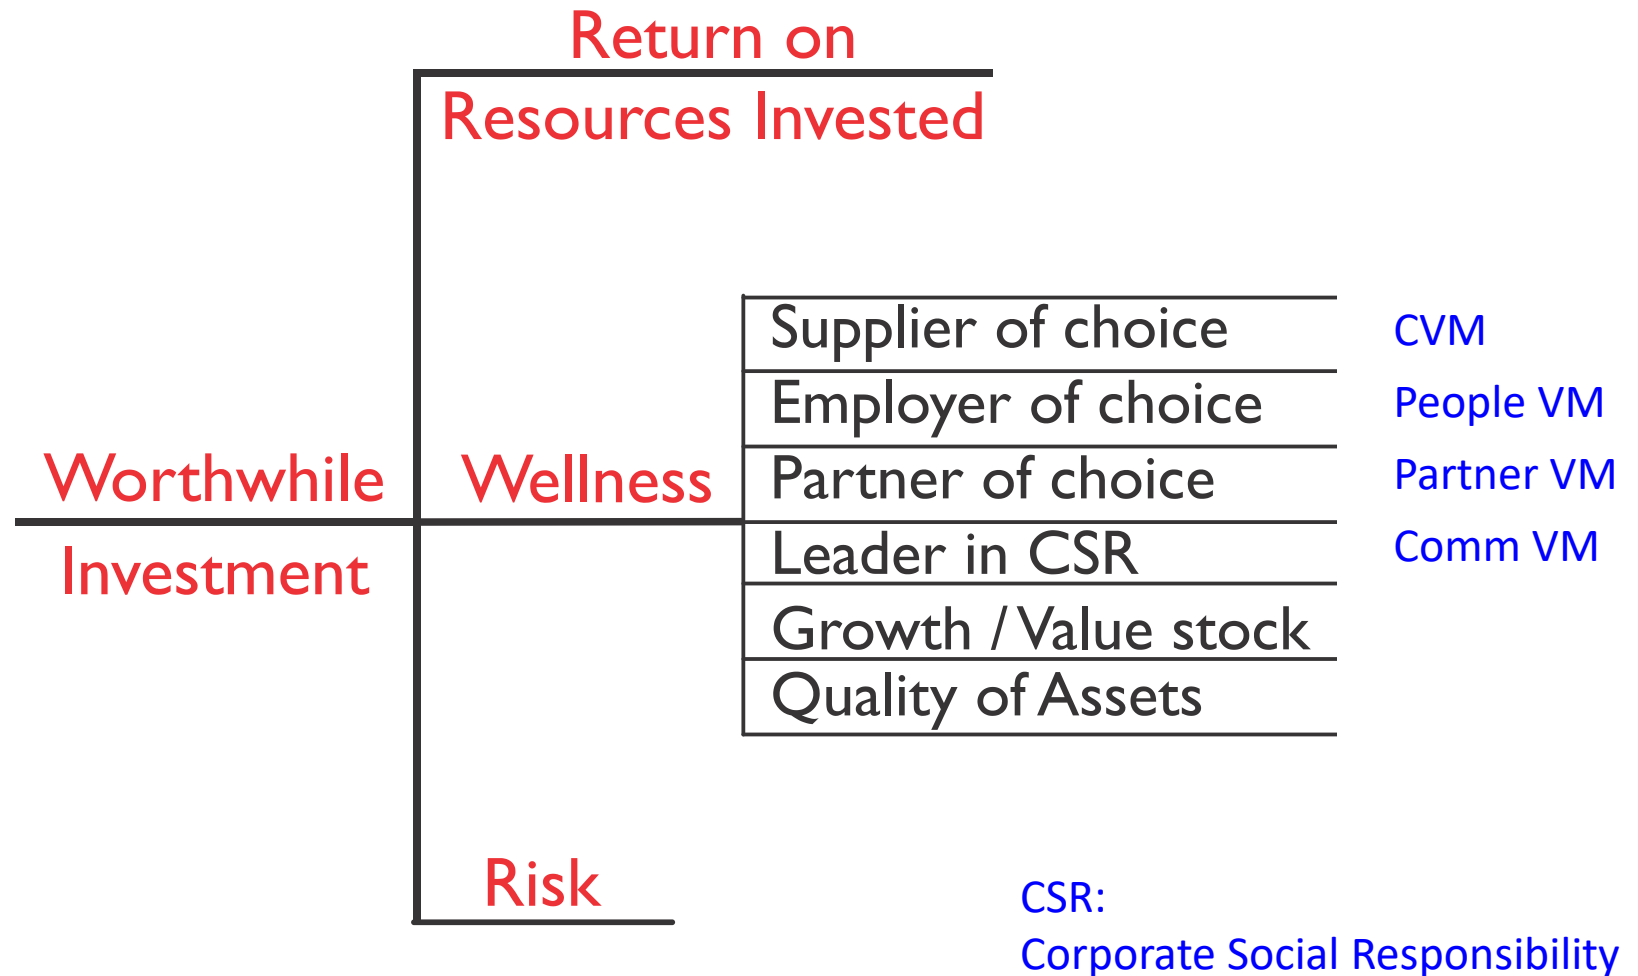 Return on
Resources Invested
Supplier of choice CVM
Employer of choice People VM
Worthwhile Wellness Partner of choice Partner VM
Investment Leader in CSR Comm VM
Growth / Value stock
Quality of Assets
Risk
CSR:
Corporate Social Responsibility